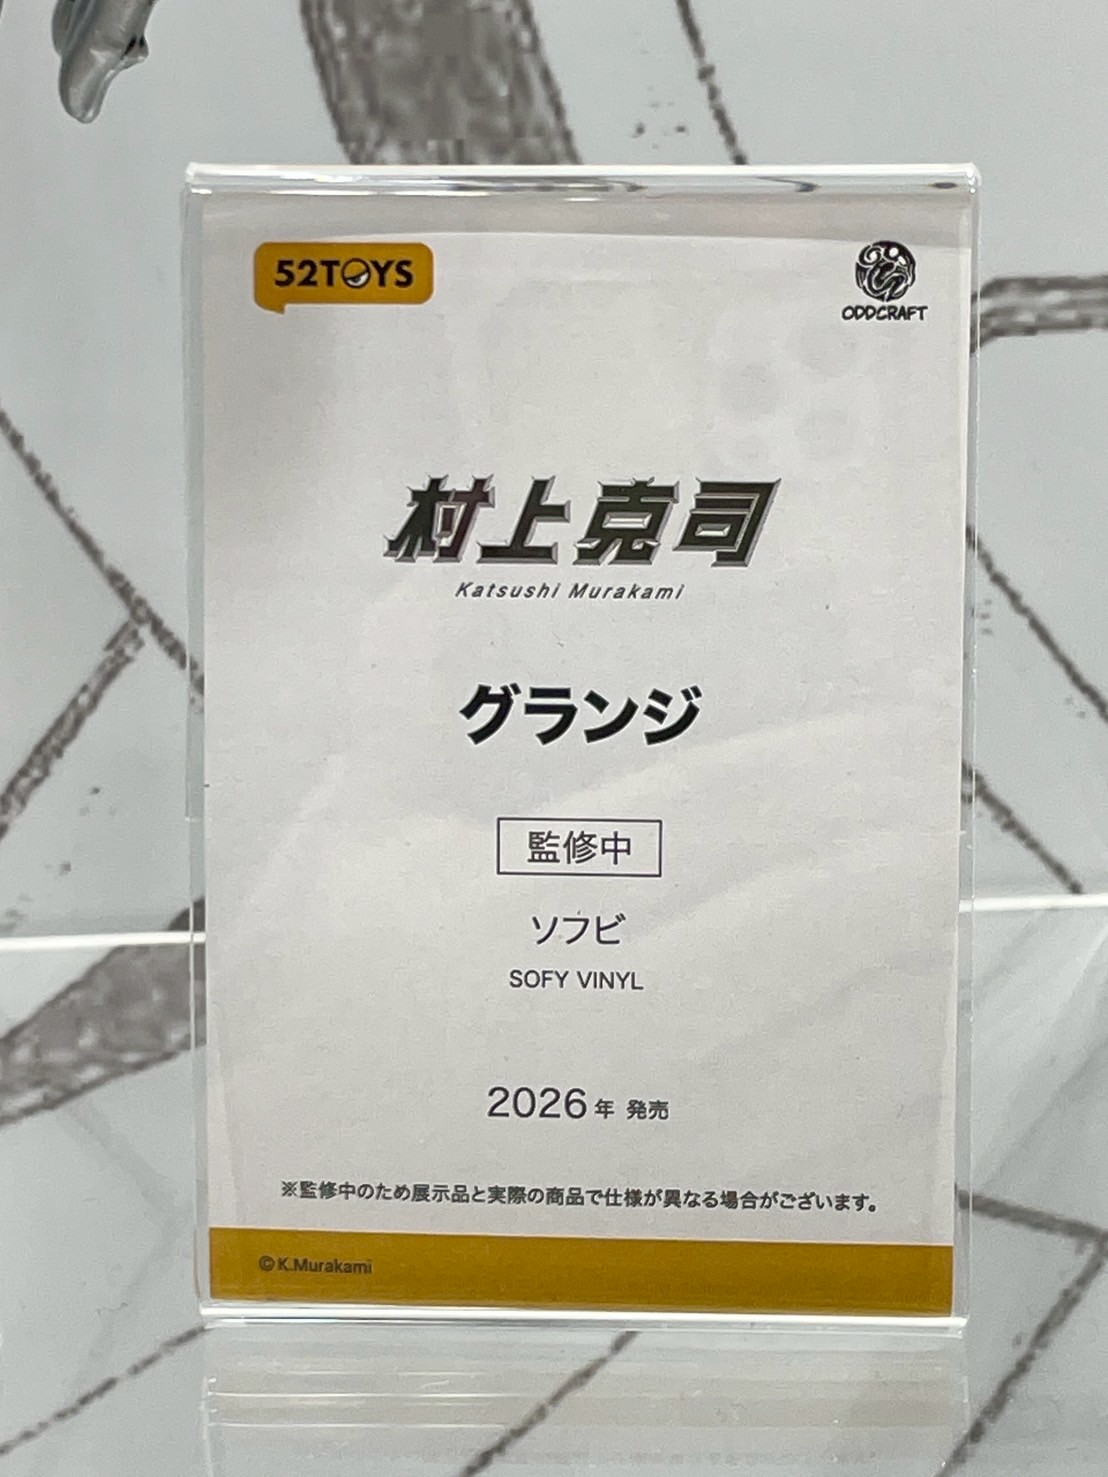 52TOYS
ODDCRAFT
村上克司
Katsushi Murakami
グランジ
監修中
ソフビ
SOFY VINYL
2026年 発売
※監修中のため展示品と実際の商品で仕様が異なる場合がございます。
©K.Murakami